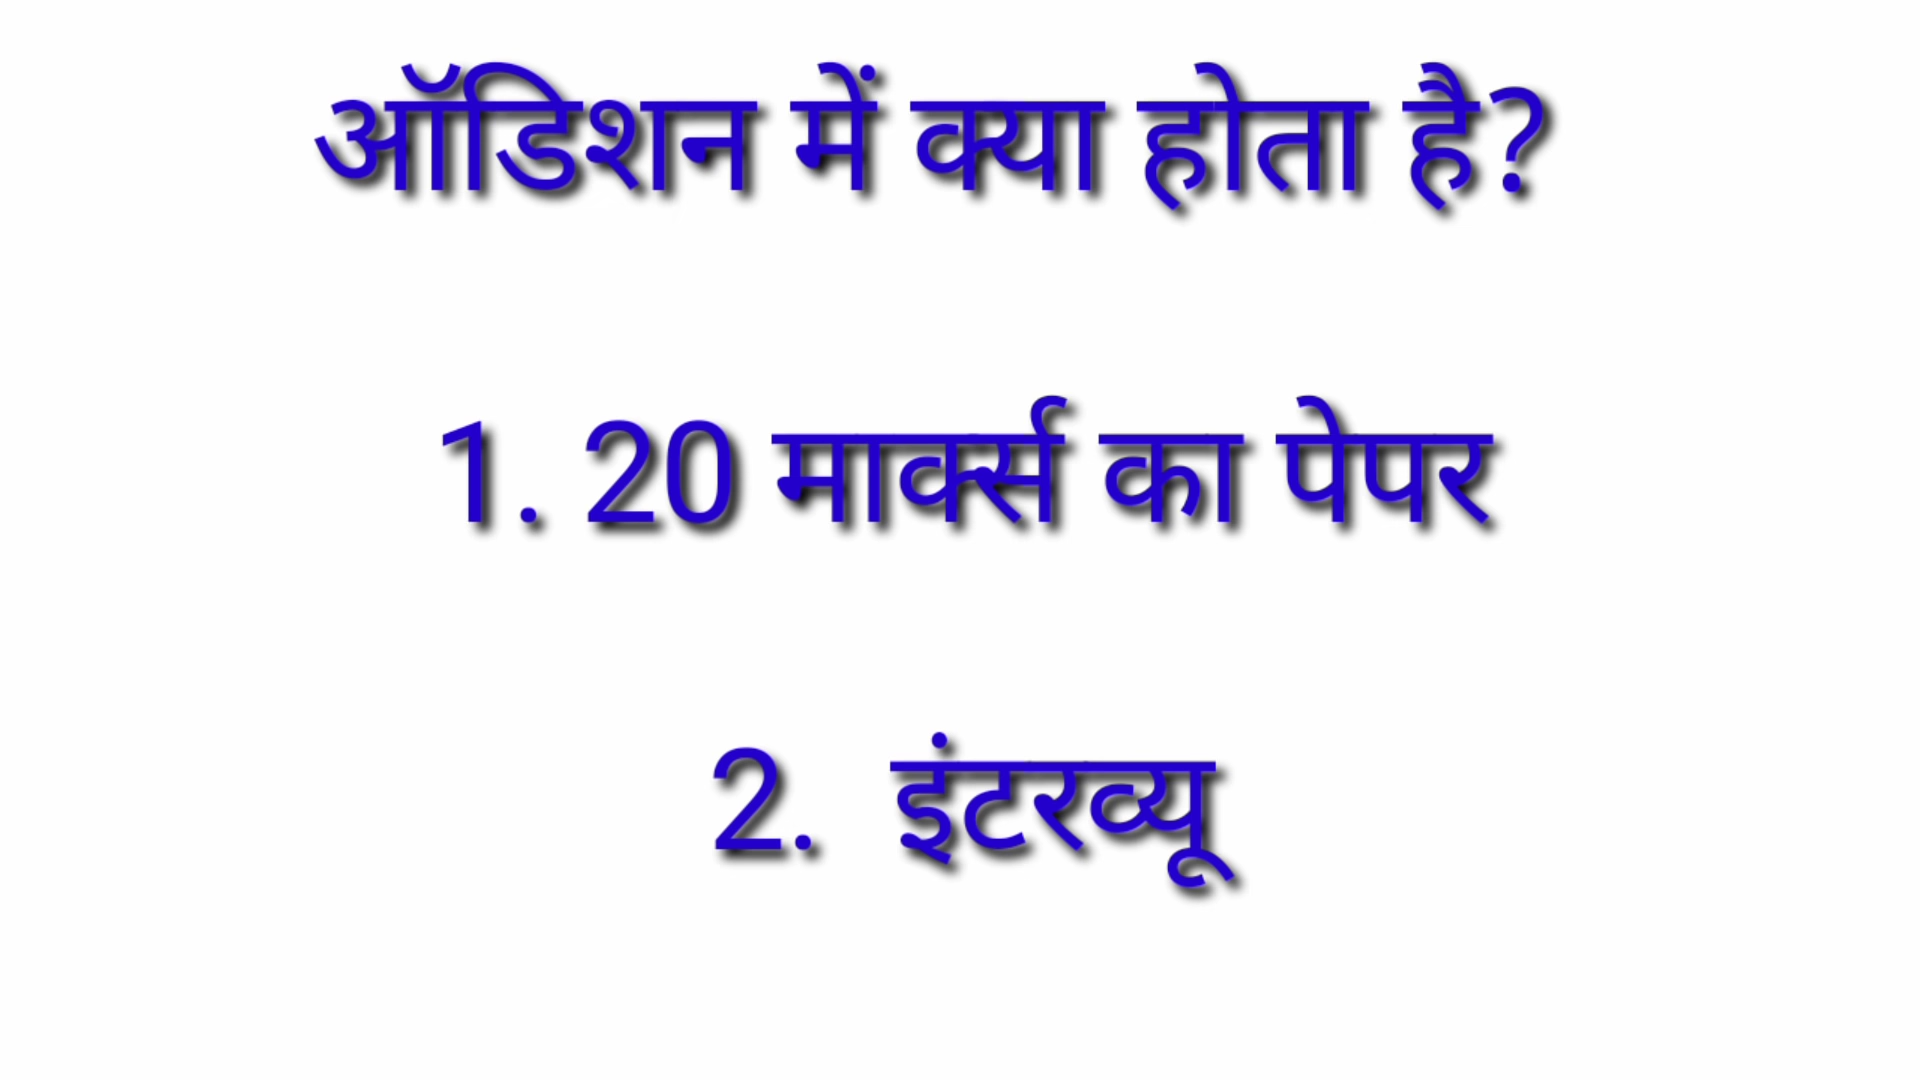 ऑडिशन में क्या होता है?
1. 20 मार्क्स का पेपर
2. इंटरव्यू